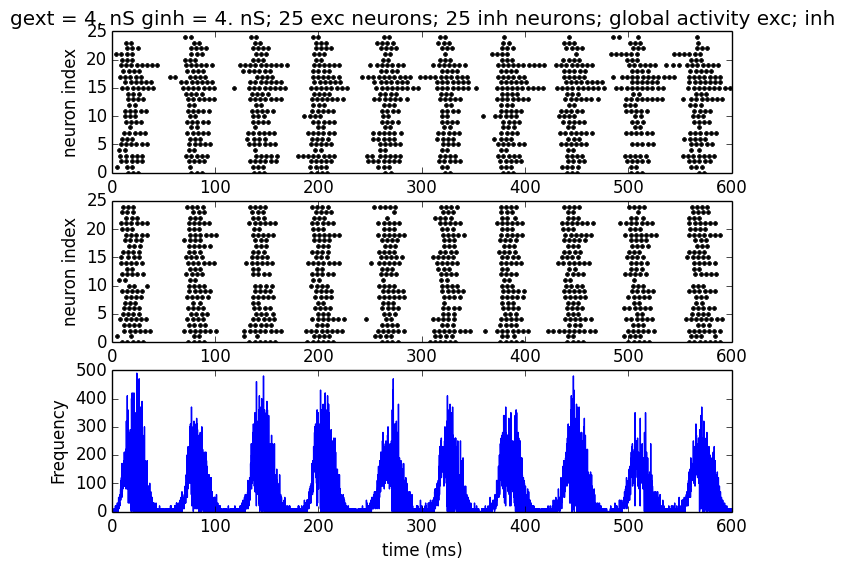 gext = 4. nS ginh = 4. nS; 25 exc neurons; 25 inh neurons; global activity exc; inh
25
20
15
10
5
0
neuron index
0 100 200 300 400 500 600
25
20
15
10
5
0
neuron index
0 100 200 300 400 500 600
500
400
300
200
100
0
Frequency
0 100 200 300 400 500 600
time (ms)